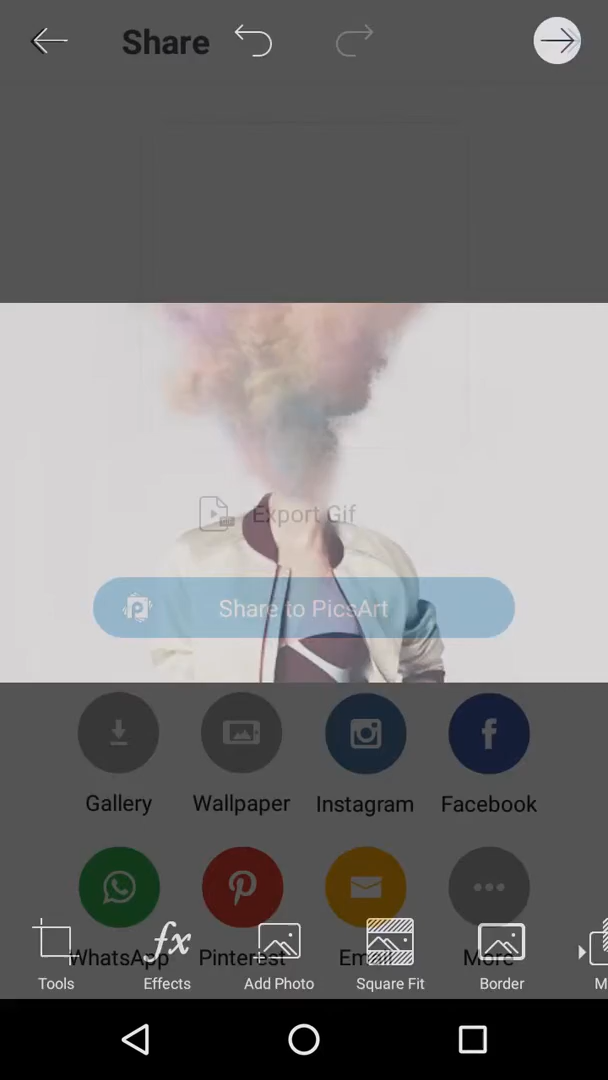 Share
Export Gif
Share to PicsArt
Gallery Wallpaper Instagram Facebook
WhatsApp Pinterest Email More
Tools Effects Add Photo Square Fit Border M